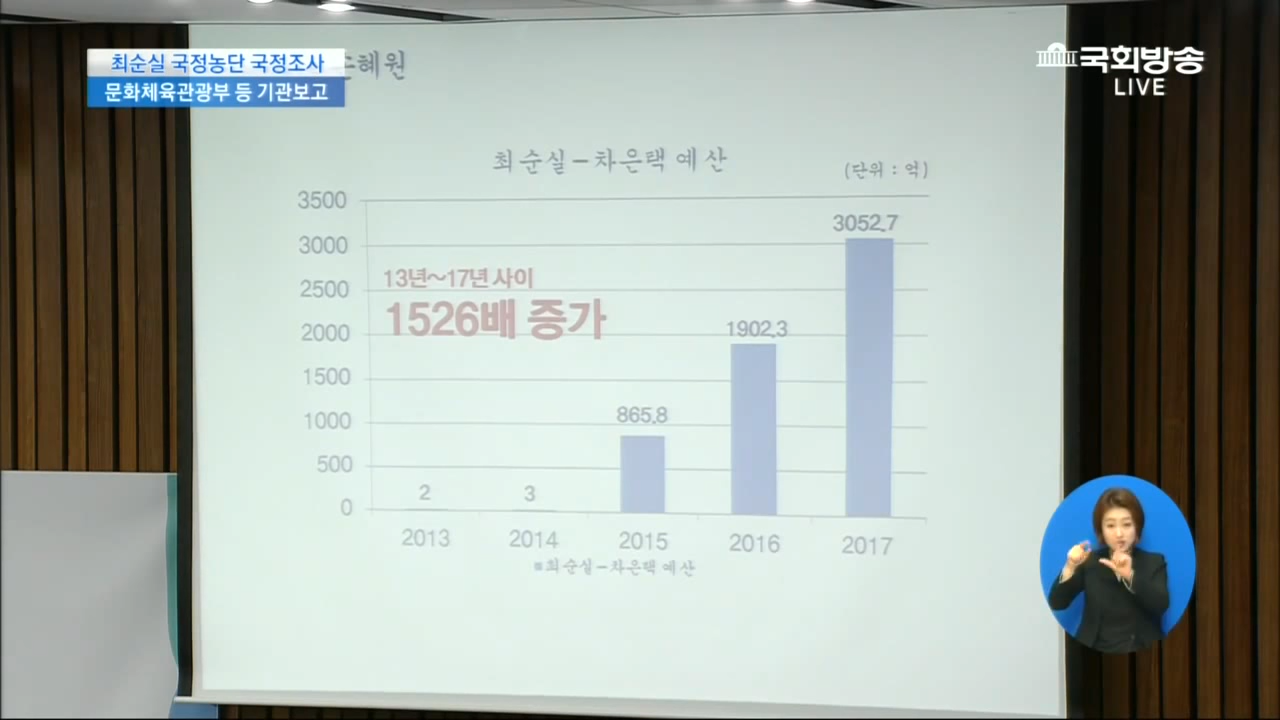 최순실 국정농단 국정조사
문화체육관광부 등 기관보고
혜원
국회방송
LIVE
최순실-차은택 예산
(단위 : 억)
3500
3000
2500
2000
1500
1000
500
0
13년~17년 사이
1526배 증가
2
3
865.8
1902.3
3052.7
2013
2014
2015
2016
2017
※최순실-차은택 예산